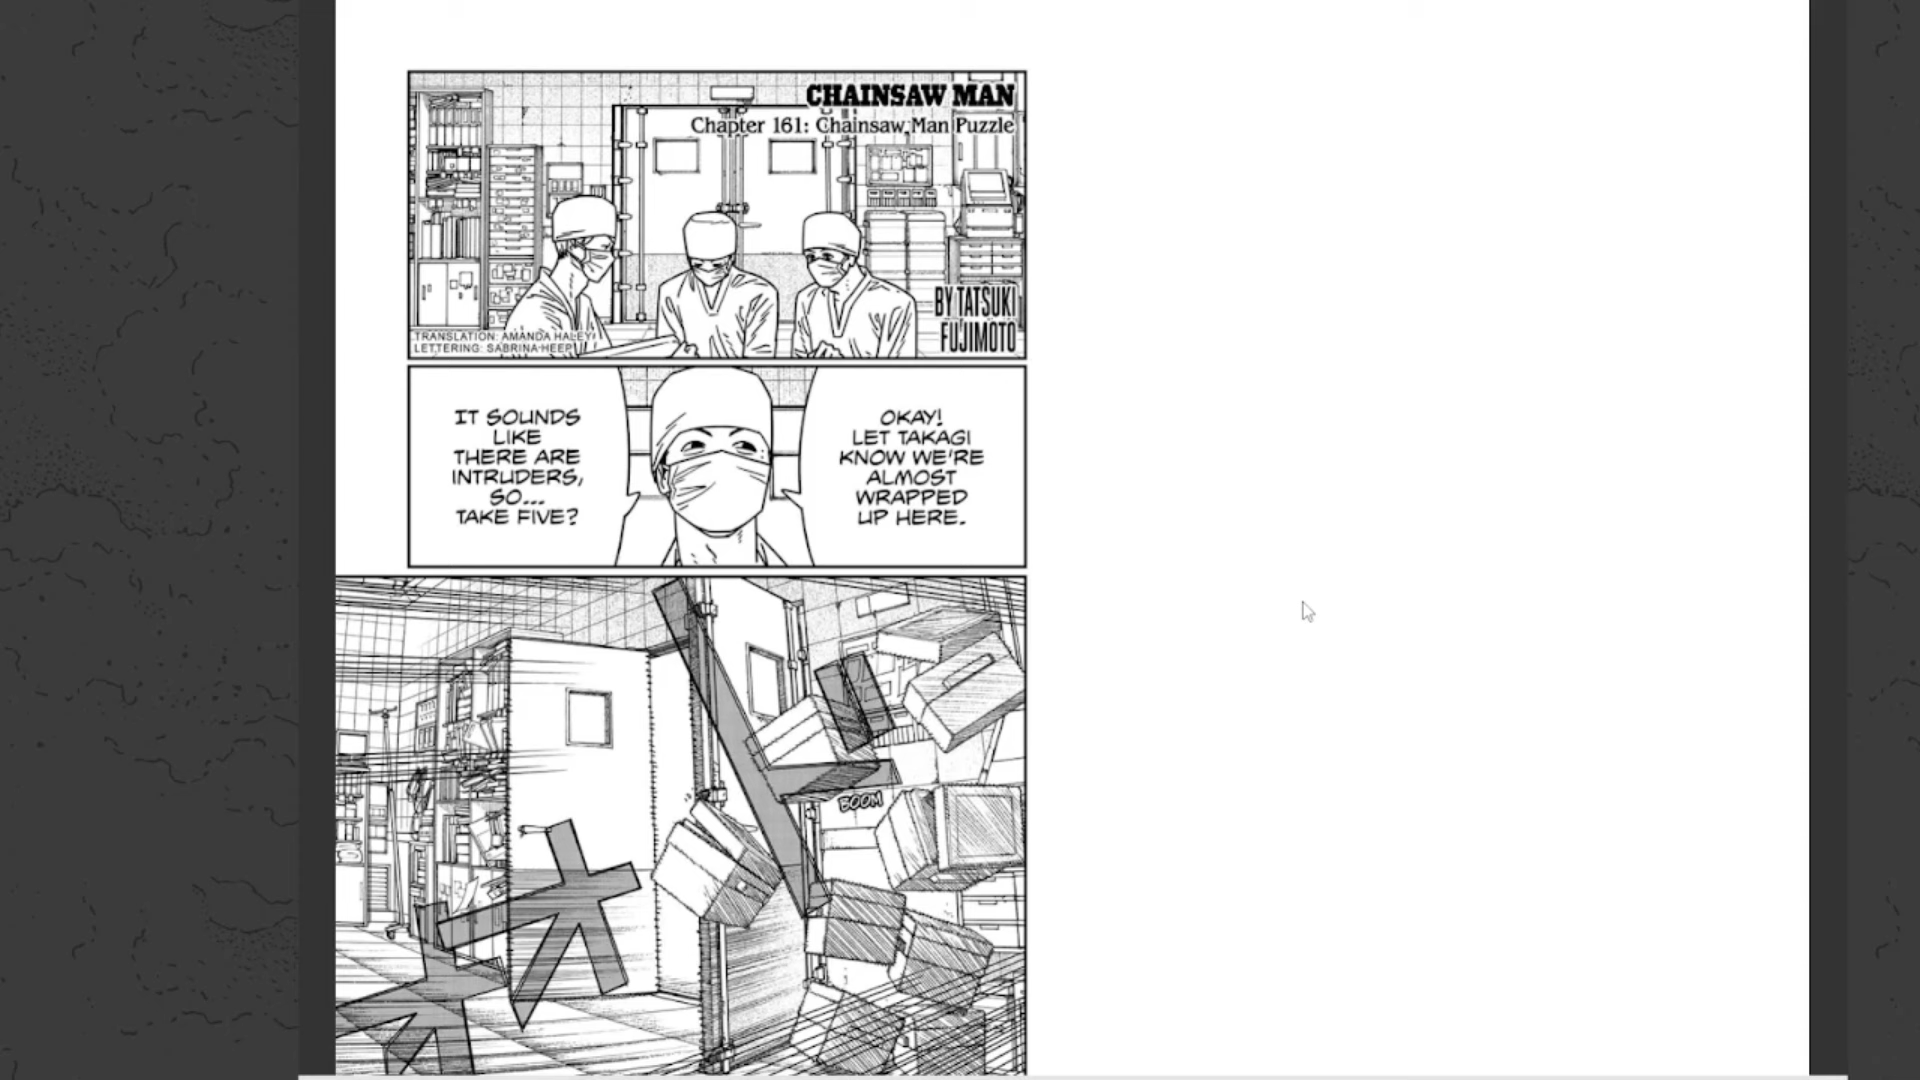 CHAINSAW MAN
Chapter 161: Chainsaw Man Puzzle
BY TATSUKI
FUJIMOTO
TRANSLATION: AMANDA HALEY
LETTERING: SABRINA HEEP
OKAY!
LET TAKAGI
KNOW WE'RE
ALMOST
WRAPPED
UP HERE.
IT SOUNDS
LIKE
THERE ARE
INTRUDERS,
SO...
TAKE FIVE?
BOOM